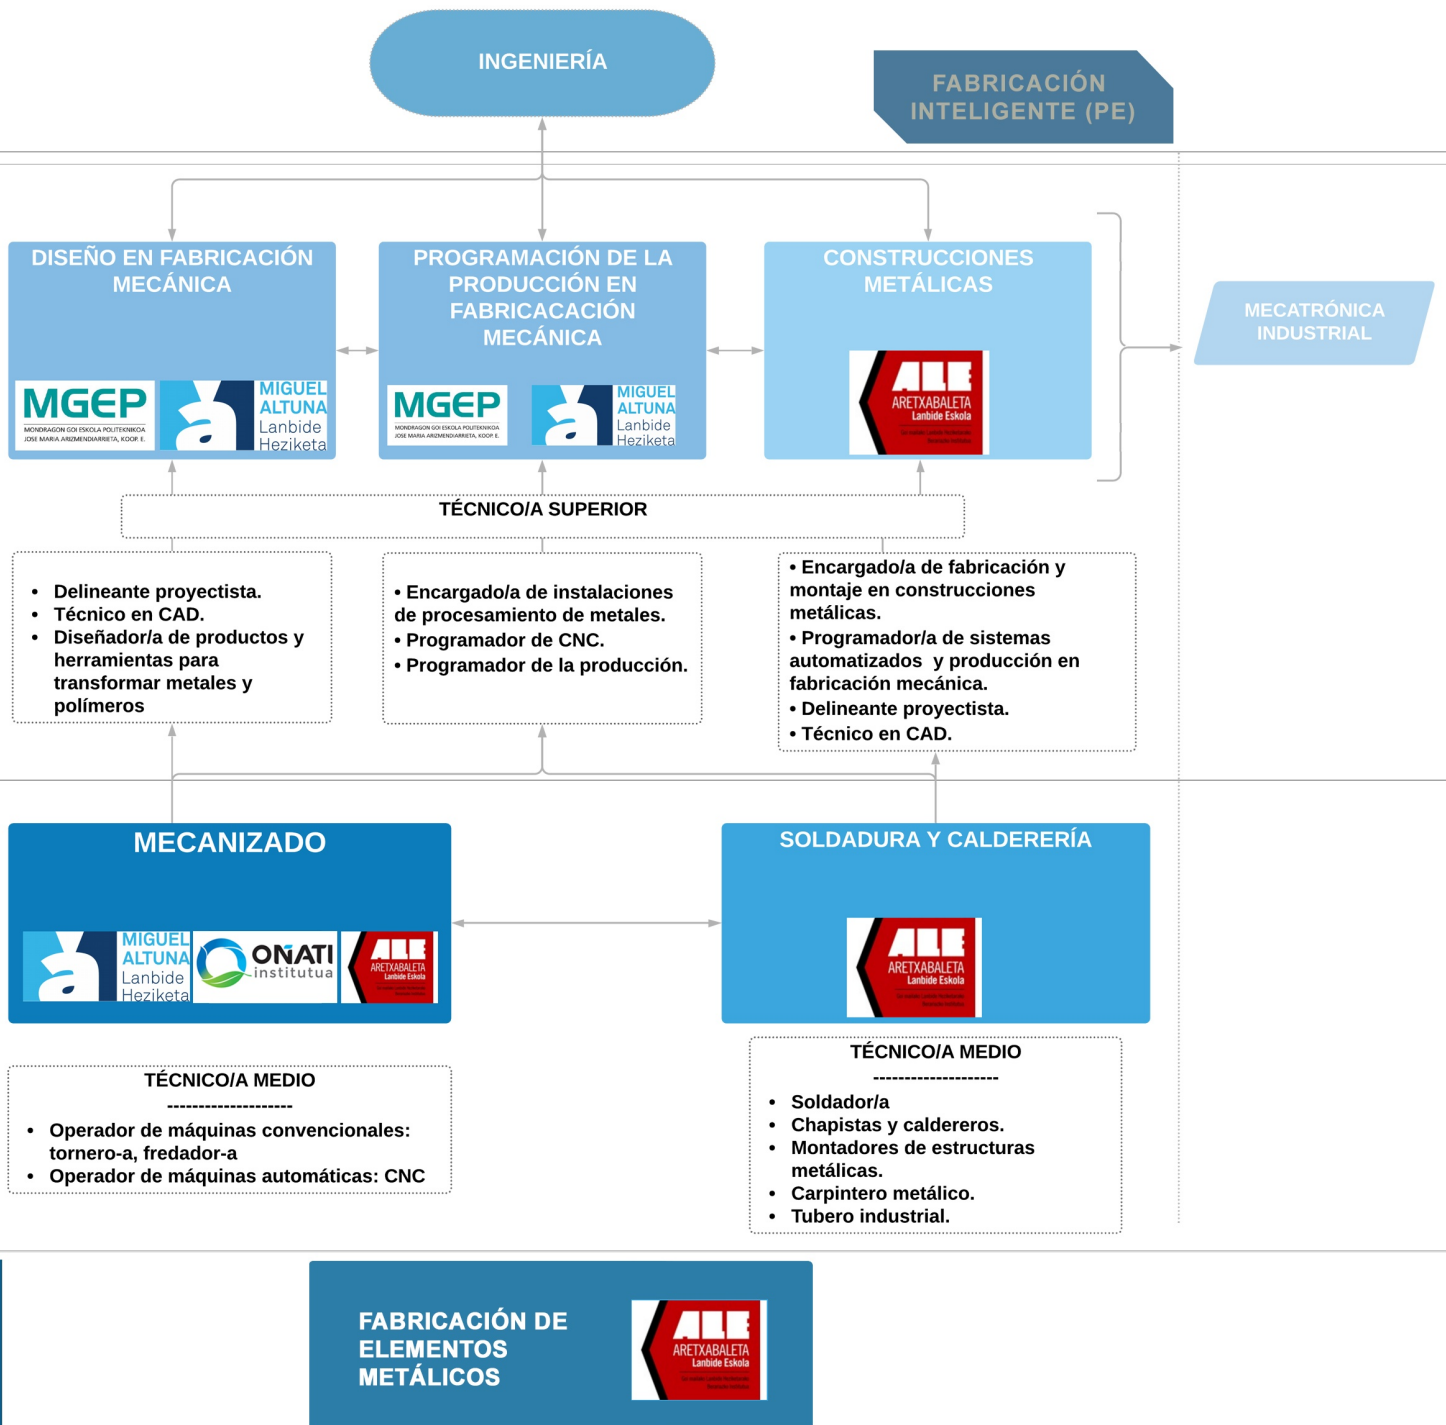 INGENIERÍA
FABRICACIÓN
INTELIGENTE (PE)
DISEÑO EN FABRICACIÓN
MECÁNICA
MGEP
MONDRAGON GOI ESKOLA POLITEKNIKOA
JOSE MARIA ARIZMENDIARRIETA, KOOP. E.
MIGUEL
ALTUNA
Lanbide
Heziketa
PROGRAMACIÓN DE LA
PRODUCCIÓN EN
FABRICACACIÓN
MECÁNICA
MGEP
MONDRAGON GOI ESKOLA POLITEKNIKOA
JOSE MARIA ARIZMENDIARRIETA, KOOP. E.
MIGUEL
ALTUNA
Lanbide
Heziketa
CONSTRUCCIONES
METÁLICAS
ALE
ARETXABALETA
Lanbide Eskola
MECATRÓNICA
INDUSTRIAL
TÉCNICO/A SUPERIOR
• Delineante proyectista.
• Técnico en CAD.
• Diseñador/a de productos y
herramientas para
transformar metales y
polímeros
• Encargado/a de instalaciones
de procesamiento de metales.
• Programador de CNC.
• Programador de la producción.
• Encargado/a de fabricación y
montaje en construcciones
metálicas.
• Programador/a de sistemas
automatizados y producción en
fabricación mecánica.
• Delineante proyectista.
• Técnico en CAD.
MECANIZADO
MIGUEL
ALTUNA
Lanbide
Heziketa
OÑATI
institutua
ALE
ARETXABALETA
Lanbide Eskola
SOLDADURA Y CALDERERÍA
ALE
ARETXABALETA
Lanbide Eskola
TÉCNICO/A MEDIO
--------------------
• Operador de máquinas convencionales:
tornero-a, fredador-a
• Operador de máquinas automáticas: CNC
TÉCNICO/A MEDIO
--------------------
• Soldador/a
• Chapistas y caldereros.
• Montadores de estructuras
metálicas.
• Carpintero metálico.
• Tubero industrial.
FABRICACIÓN DE
ELEMENTOS
METÁLICOS
ALE
ARETXABALETA
Lanbide Eskola